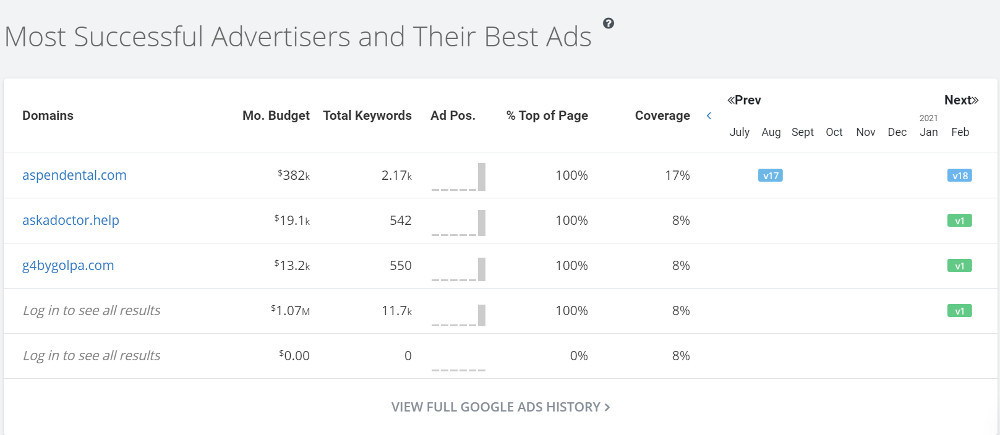 Most Successful Advertisers and Their Best Ads ?
Domains Mo. Budget Total Keywords Ad Pos. % Top of Page Coverage < «Prev Next»
2021
July Aug Sept Oct Nov Dec Jan Feb
aspendental.com $382k 2.17k 100% 17% v17 v18
askadoctor.help $19.1k 542 100% 8% v1
g4bygolpa.com $13.2k 550 100% 8% v1
Log in to see all results $1.07M 11.7k 100% 8% v1
Log in to see all results $0.00 0 0% 8%
VIEW FULL GOOGLE ADS HISTORY >